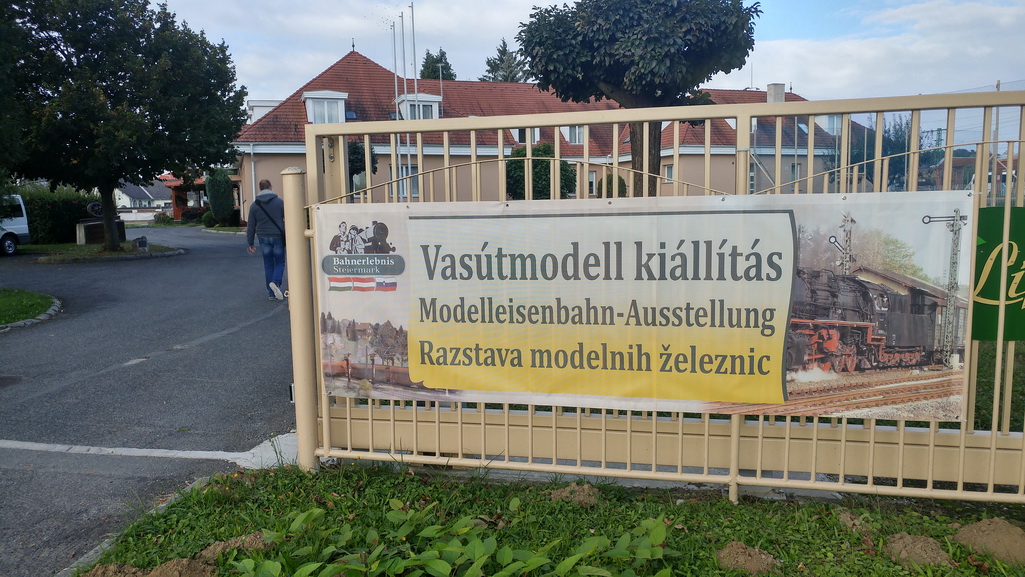 Bahnerlebnis
Steiermark
Vasútmodell kiállítás
Modelleisenbahn-Ausstellung
Razstava modelnih železnic